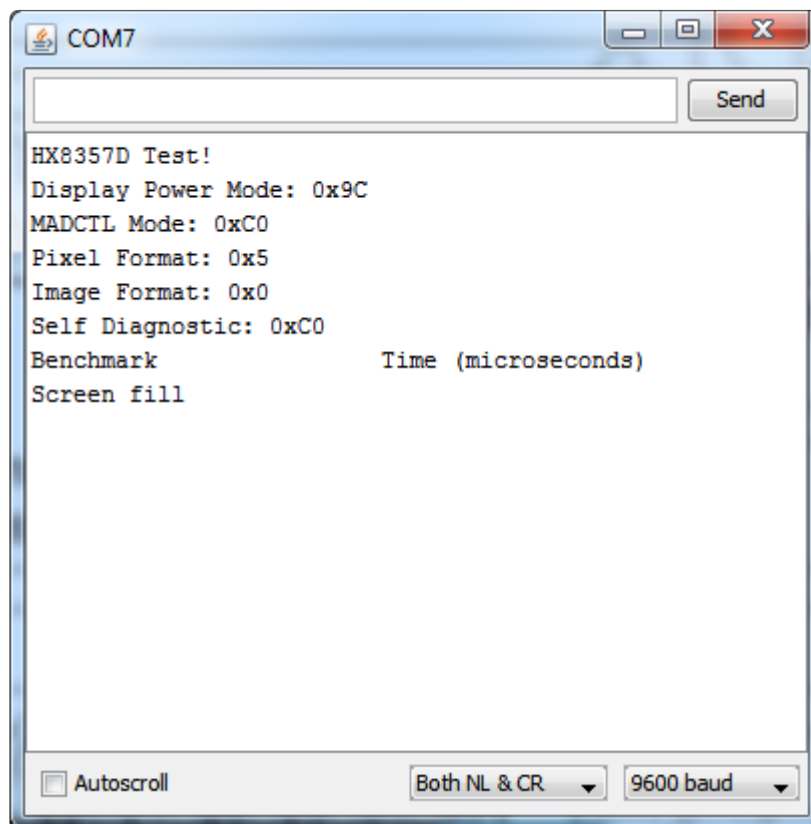 COM7
Send
HX8357D Test!
Display Power Mode: 0x9C
MADCTL Mode: 0xC0
Pixel Format: 0x5
Image Format: 0x0
Self Diagnostic: 0xC0
Benchmark                Time (microseconds)
Screen fill
Autoscroll Both NL & CR 9600 baud